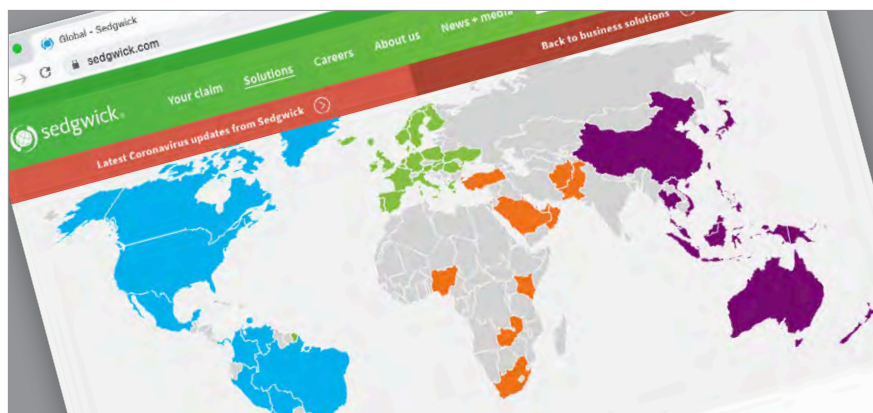 Global - Sedgwick
sedgwick.com
sedgwick®
Your claim Solutions Careers About us News + media
Latest Coronavirus updates from Sedgwick
Back to business solutions